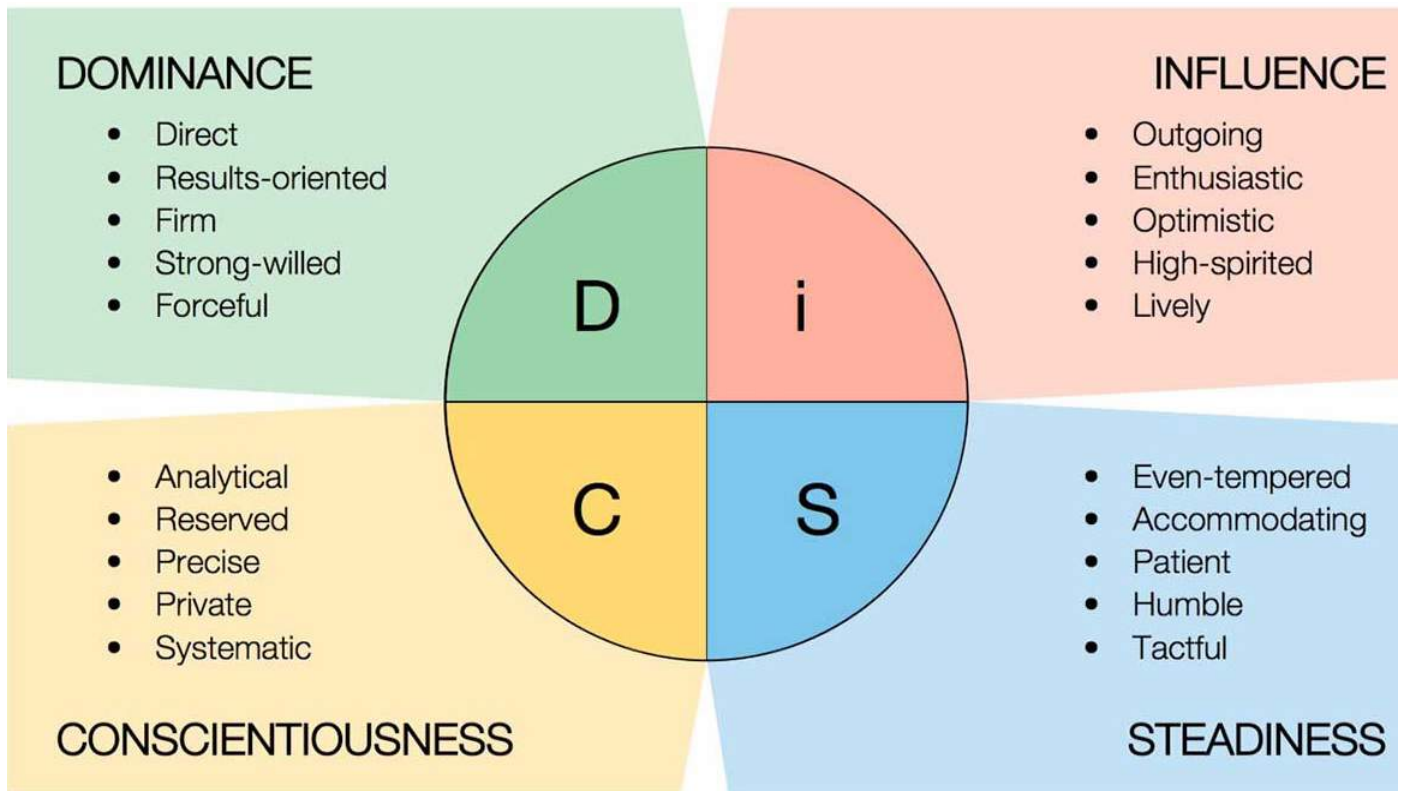 DOMINANCE
• Direct
• Results-oriented
• Firm
• Strong-willed
• Forceful
INFLUENCE
• Outgoing
• Enthusiastic
• Optimistic
• High-spirited
• Lively
D
i
C
S
• Analytical
• Reserved
• Precise
• Private
• Systematic
CONSCIENTIOUSNESS
• Even-tempered
• Accommodating
• Patient
• Humble
• Tactful
STEADINESS